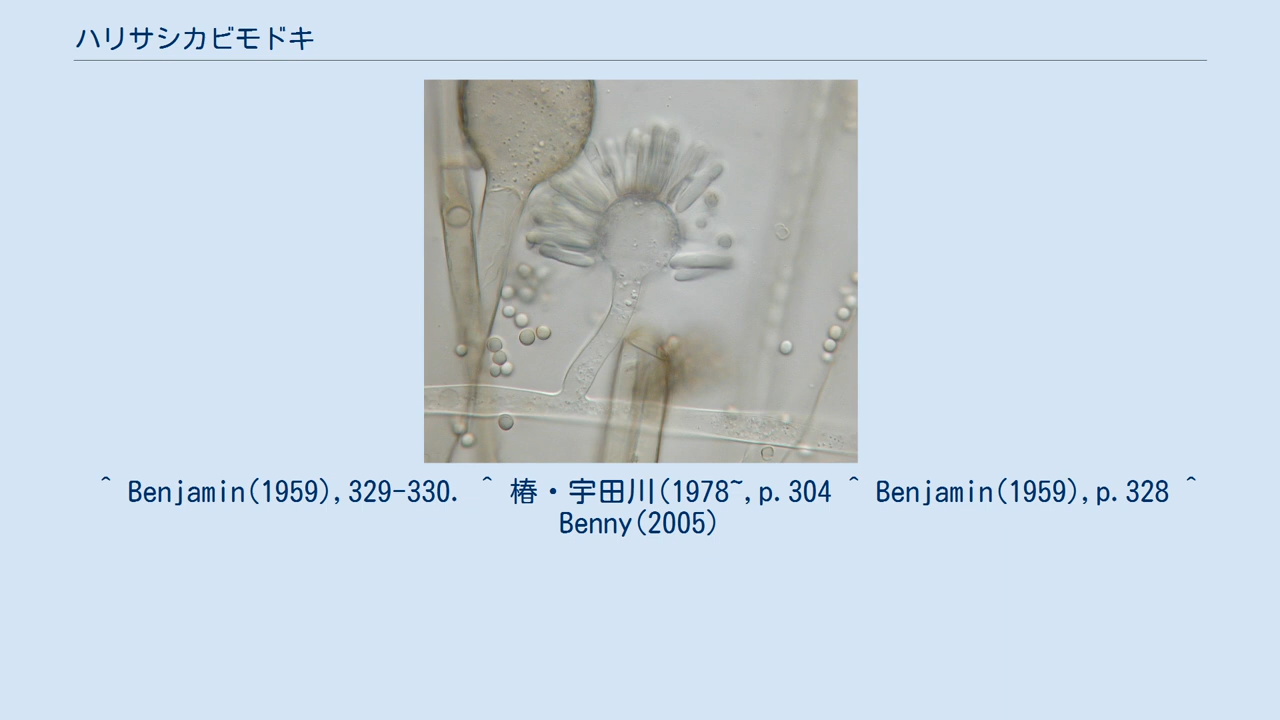 ハリサシカビモドキ
^ Benjamin(1959),329-330. ^ 椿・宇田川(1978~,p.304 ^ Benjamin(1959),p.328 ^
Benny(2005)